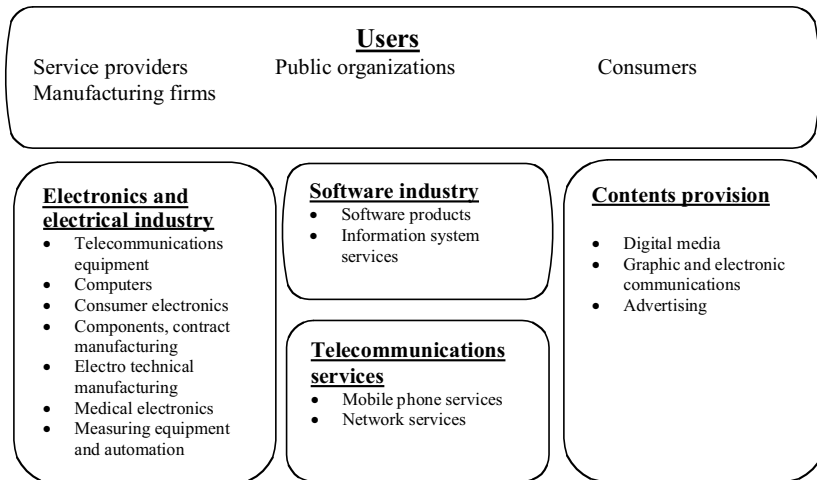 Users
Service providers Public organizations Consumers
Manufacturing firms
Electronics and
electrical industry
• Telecommunications
equipment
• Computers
• Consumer electronics
• Components, contract
manufacturing
• Electro technical
manufacturing
• Medical electronics
• Measuring equipment
and automation
Software industry
• Software products
• Information system
services
Telecommunications
services
• Mobile phone services
• Network services
Contents provision
• Digital media
• Graphic and electronic
communications
• Advertising